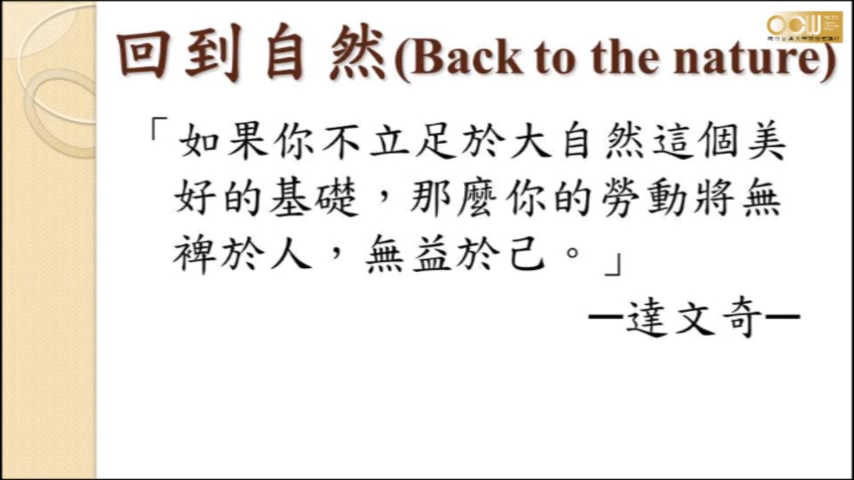 回到自然(Back to the nature)
「如果你不立足於大自然這個美
好的基礎，那麼你的勞動將無
裨於人，無益於己。」
—達文奇—
OCW